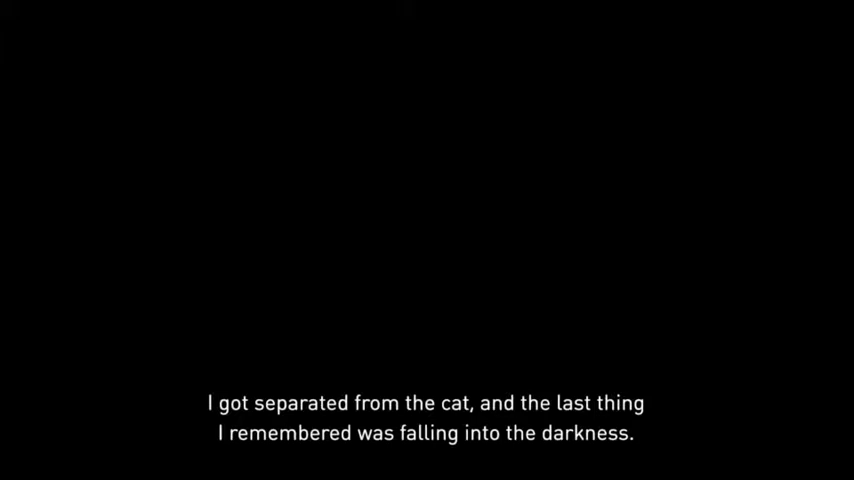 I got separated from the cat, and the last thing
I remembered was falling into the darkness.